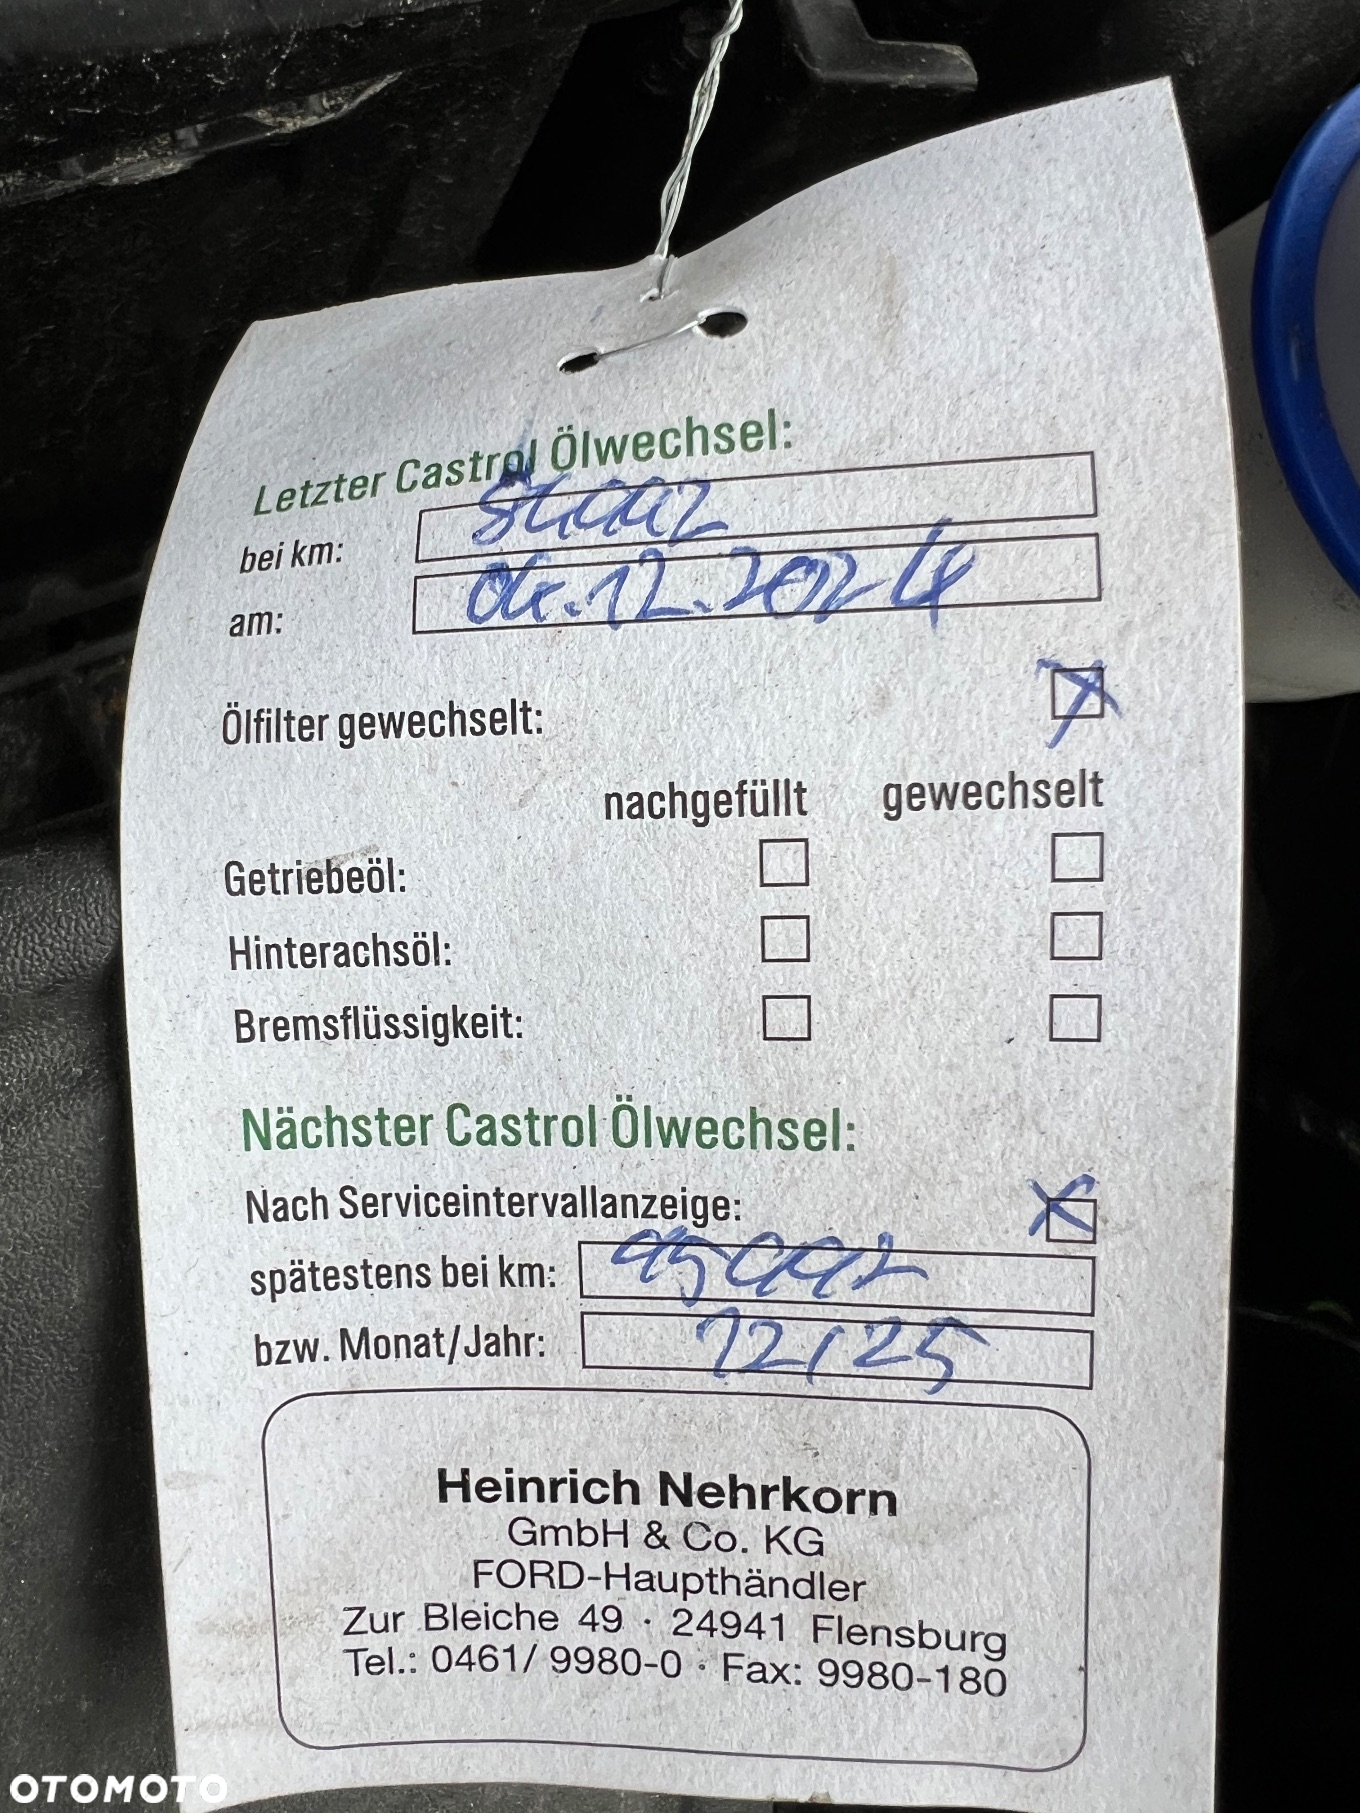 Letzter Castrol Ölwechsel:
bei km:
am: 04.12.2024
Ölfilter gewechselt: X
nachgefüllt gewechselt
Getriebeöl:
Hinterachsöl:
Bremsflüssigkeit:
Nächster Castrol Ölwechsel:
Nach Serviceintervallanzeige: X
spätestens bei km:
bzw. Monat/Jahr: 12/25
Heinrich Nehrkorn
GmbH & Co. KG
FORD-Haupthändler
Zur Bleiche 49 · 24941 Flensburg
Tel.: 0461/ 9980-0 · Fax: 9980-180
OTOMOTO